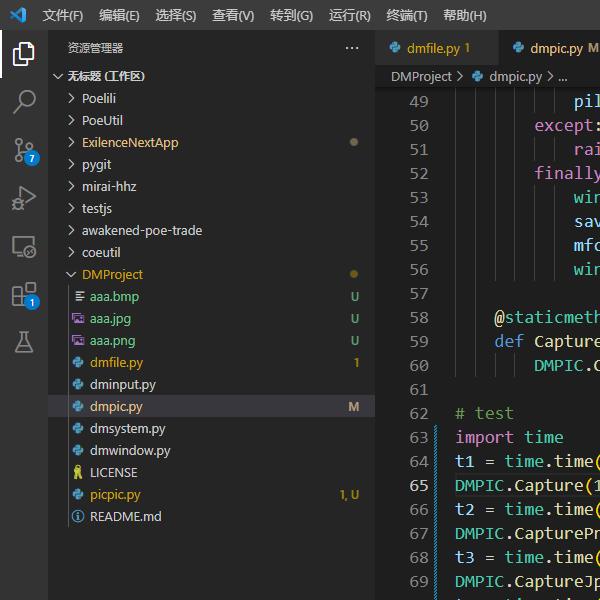 文件(F) 编辑(E) 选择(S) 查看(V) 转到(G) 运行(R) 终端(T) 帮助(H)
资源管理器 ...
无标题 (工作区)
Poelili
PoeUtil
ExilenceNextApp
pygit
mirai-hhz
testjs
awakened-poe-trade
coeutil
DMProject
aaa.bmp U
aaa.jpg U
aaa.png U
dmfile.py 1
dminput.py
dmpic.py M
dmsystem.py
dmwindow.py
LICENSE
picpic.py 1, U
README.md
7
1
dmfile.py 1 dmpic.py M
DMProject > dmpic.py > ...
49 pil
50 except:
51 rai
52 finally
53 win
54 sav
55 mfc
56 win
57
58 @staticmeth
59 def Capture
60 DMPIC.C
61
62 # test
63 import time
64 t1 = time.time(
65 DMPIC.Capture(1
66 t2 = time.time(
67 DMPIC.CapturePr
68 t3 = time.time(
69 DMPIC.CaptureJp